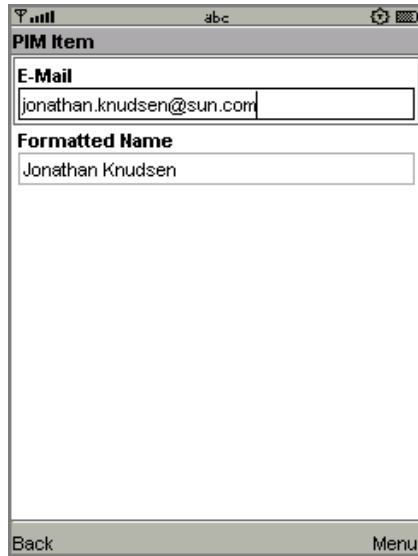 abc
PIM Item
E-Mail
jonathan.knudsen@sun.com
Formatted Name
Jonathan Knudsen
Back Menu